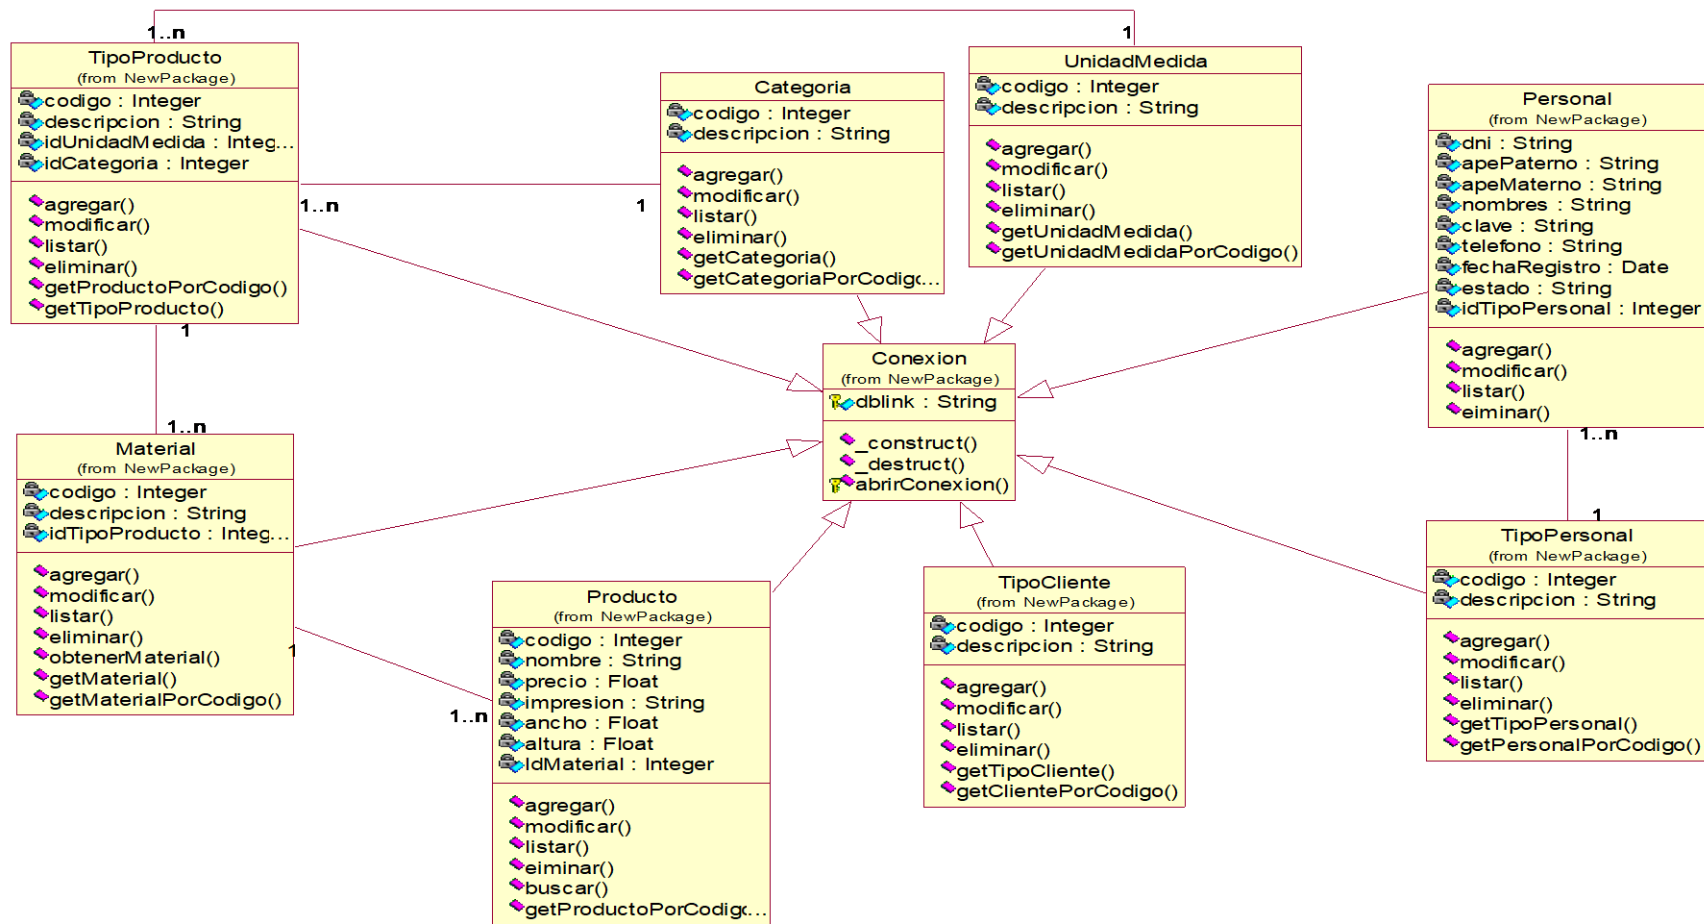 1..n
1
TipoProducto
(from NewPackage)
codigo : Integer
descripcion : String
idUnidadMedida : Integ...
idCategoria : Integer
agregar()
modificar()
listar()
eliminar()
getProductoPorCodigo()
getTipoProducto()
1..n
1
1
1..n
Categoria
codigo : Integer
descripcion : String
agregar()
modificar()
listar()
eliminar()
getCategoria()
getCategoriaPorCodigo...
UnidadMedida
codigo : Integer
descripcion : String
agregar()
modificar()
listar()
eliminar()
getUnidadMedida()
getUnidadMedidaPorCodigo()
Personal
(from NewPackage)
dni : String
apePaterno : String
apeMaterno : String
nombres : String
clave : String
telefono : String
fechaRegistro : Date
estado : String
idTipoPersonal : Integer
agregar()
modificar()
listar()
eiminar()
1..n
1
Conexion
(from NewPackage)
dblink : String
_construct()
_destruct()
abrirConexion()
Material
(from NewPackage)
codigo : Integer
descripcion : String
idTipoProducto : Integ...
agregar()
modificar()
listar()
eliminar()
obtenerMaterial()
getMaterial()
getMaterialPorCodigo()
1
1..n
Producto
(from NewPackage)
codigo : Integer
nombre : String
precio : Float
impresion : String
ancho : Float
altura : Float
IdMaterial : Integer
agregar()
modificar()
listar()
eiminar()
buscar()
getProductoPorCodigo...
TipoCliente
(from NewPackage)
codigo : Integer
descripcion : String
agregar()
modificar()
listar()
eliminar()
getTipoCliente()
getClientePorCodigo()
TipoPersonal
(from NewPackage)
codigo : Integer
descripcion : String
agregar()
modificar()
listar()
eliminar()
getTipoPersonal()
getPersonalPorCodigo()